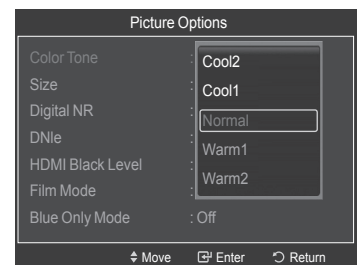 Picture Options
Color Tone :
Size :
Digital NR :
DNIe :
HDMI Black Level :
Film Mode :
Blue Only Mode : Off
Cool2
Cool1
Normal
Warm1
Warm2
Move Enter Return